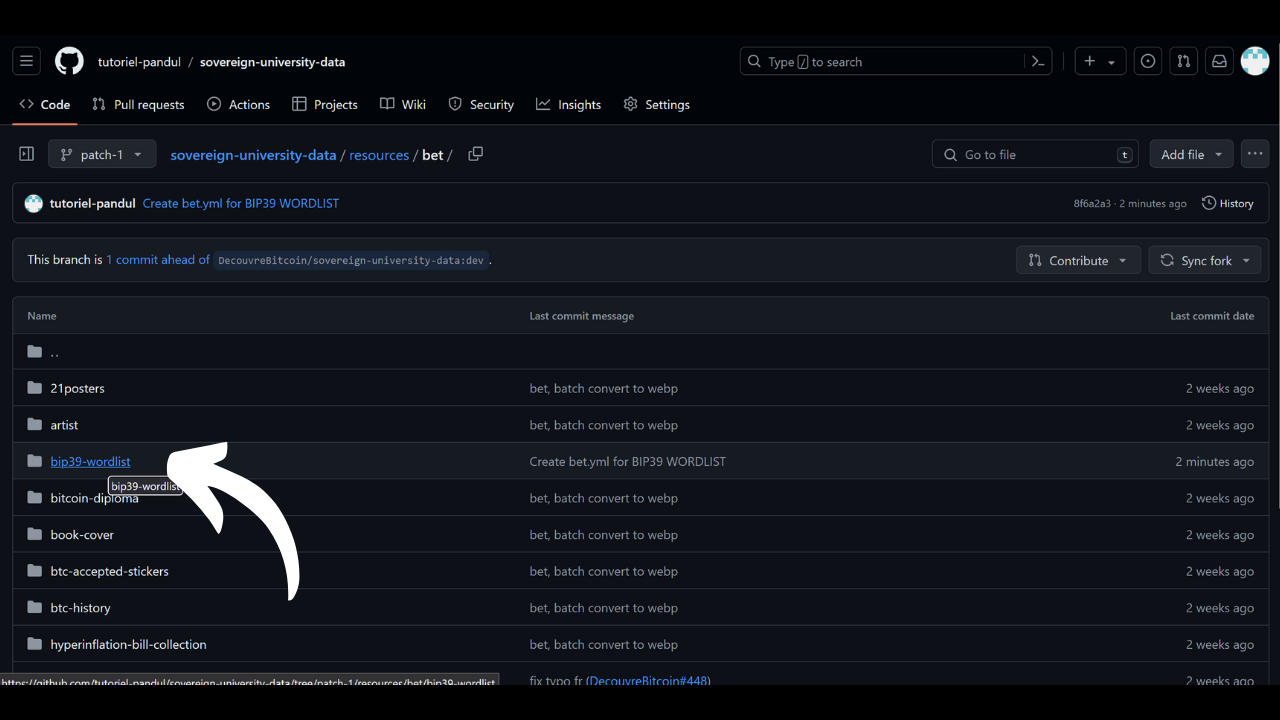 tutoriel-pandul / sovereign-university-data
Type / to search
Code Pull requests Actions Projects Wiki Security Insights Settings
patch-1 sovereign-university-data / resources / bet / Go to file t Add file
tutoriel-pandul Create bet.yml for BIP39 WORDLIST 8f6a2a3 · 2 minutes ago History
This branch is 1 commit ahead of DecouvreBitcoin/sovereign-university-data:dev . Contribute Sync fork
Name Last commit message Last commit date
..
21posters bet, batch convert to webp 2 weeks ago
artist bet, batch convert to webp 2 weeks ago
bip39-wordlist Create bet.yml for BIP39 WORDLIST 2 minutes ago
bip39-wordlist
bitcoin-diploma bet, batch convert to webp 2 weeks ago
book-cover bet, batch convert to webp 2 weeks ago
btc-accepted-stickers bet, batch convert to webp 2 weeks ago
btc-history bet, batch convert to webp 2 weeks ago
hyperinflation-bill-collection bet, batch convert to webp 2 weeks ago
fix typo fr (DecouvreBitcoin#448) 2 weeks ago
https://github.com/tutoriel-pandul/sovereign-university-data/tree/patch-1/resources/bet/bip39-wordlist